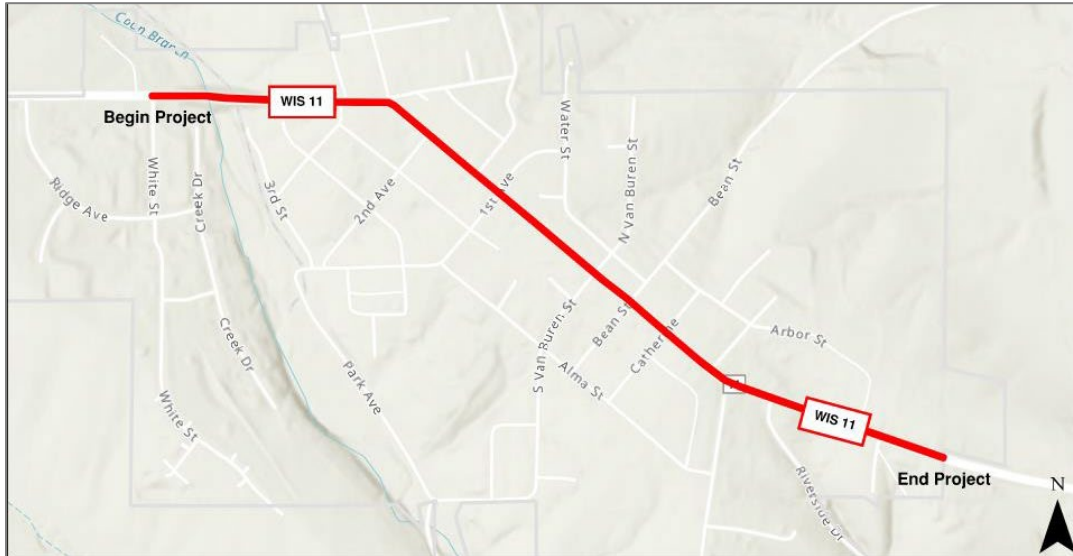 Coon Branch
WIS 11
Begin Project
Water St
N Van Buren St
Bean St
White St
3rd St
2nd Ave
1st Ave
Ridge Ave
Creek Dr
S Van Buren St
Bean St
Catherine
Arbor St
Creek Dr
Park Ave
Alma St
White St
WIS 11
End Project
Riverside Dr
N